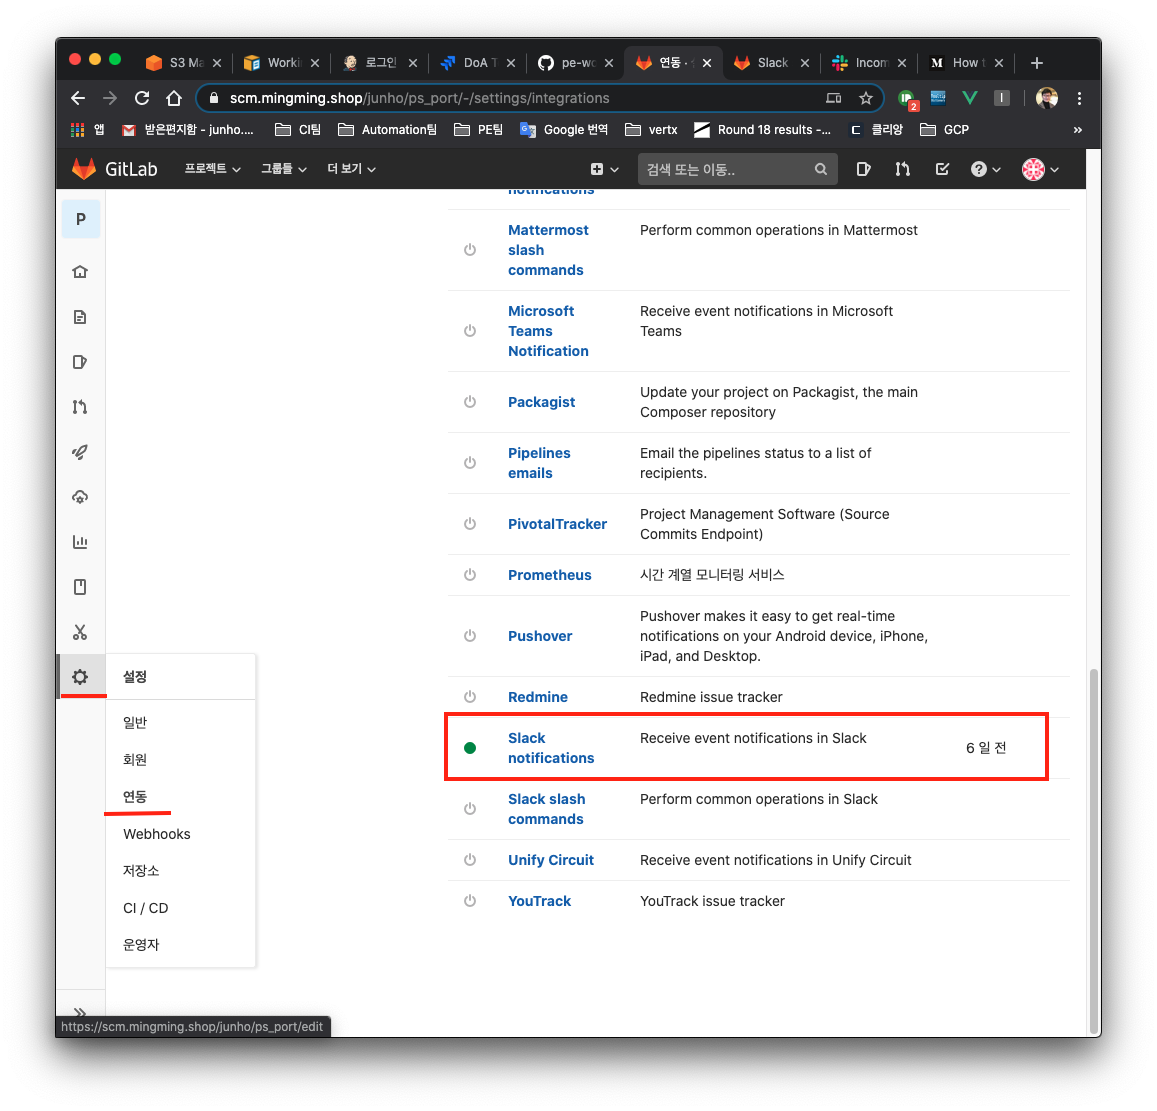 S3 Ma
Workin
로그인
DoA T
pe-wo
연동 ·
Slack
Incom
M How t
scm.mingming.shop/junho/ps_port/-/settings/integrations
2
I
앱
받은편지함 - junho....
CI팀
Automation팀
PE팀
Google 번역
vertx
Round 18 results -...
C 클리앙
GCP
»
GitLab
프로젝트
그룹들
더 보기
검색 또는 이동..
P
notifications
Mattermost slash commands
Perform common operations in Mattermost
Microsoft Teams Notification
Receive event notifications in Microsoft Teams
Packagist
Update your project on Packagist, the main Composer repository
Pipelines emails
Email the pipelines status to a list of recipients.
PivotalTracker
Project Management Software (Source Commits Endpoint)
Prometheus
시간 계열 모니터링 서비스
Pushover
Pushover makes it easy to get real-time notifications on your Android device, iPhone, iPad, and Desktop.
Redmine
Redmine issue tracker
Slack notifications
Receive event notifications in Slack
6 일 전
Slack slash commands
Perform common operations in Slack
Unify Circuit
Receive event notifications in Unify Circuit
YouTrack
YouTrack issue tracker
설정
일반
회원
연동
Webhooks
저장소
CI / CD
운영자
https://scm.mingming.shop/junho/ps_port/edit